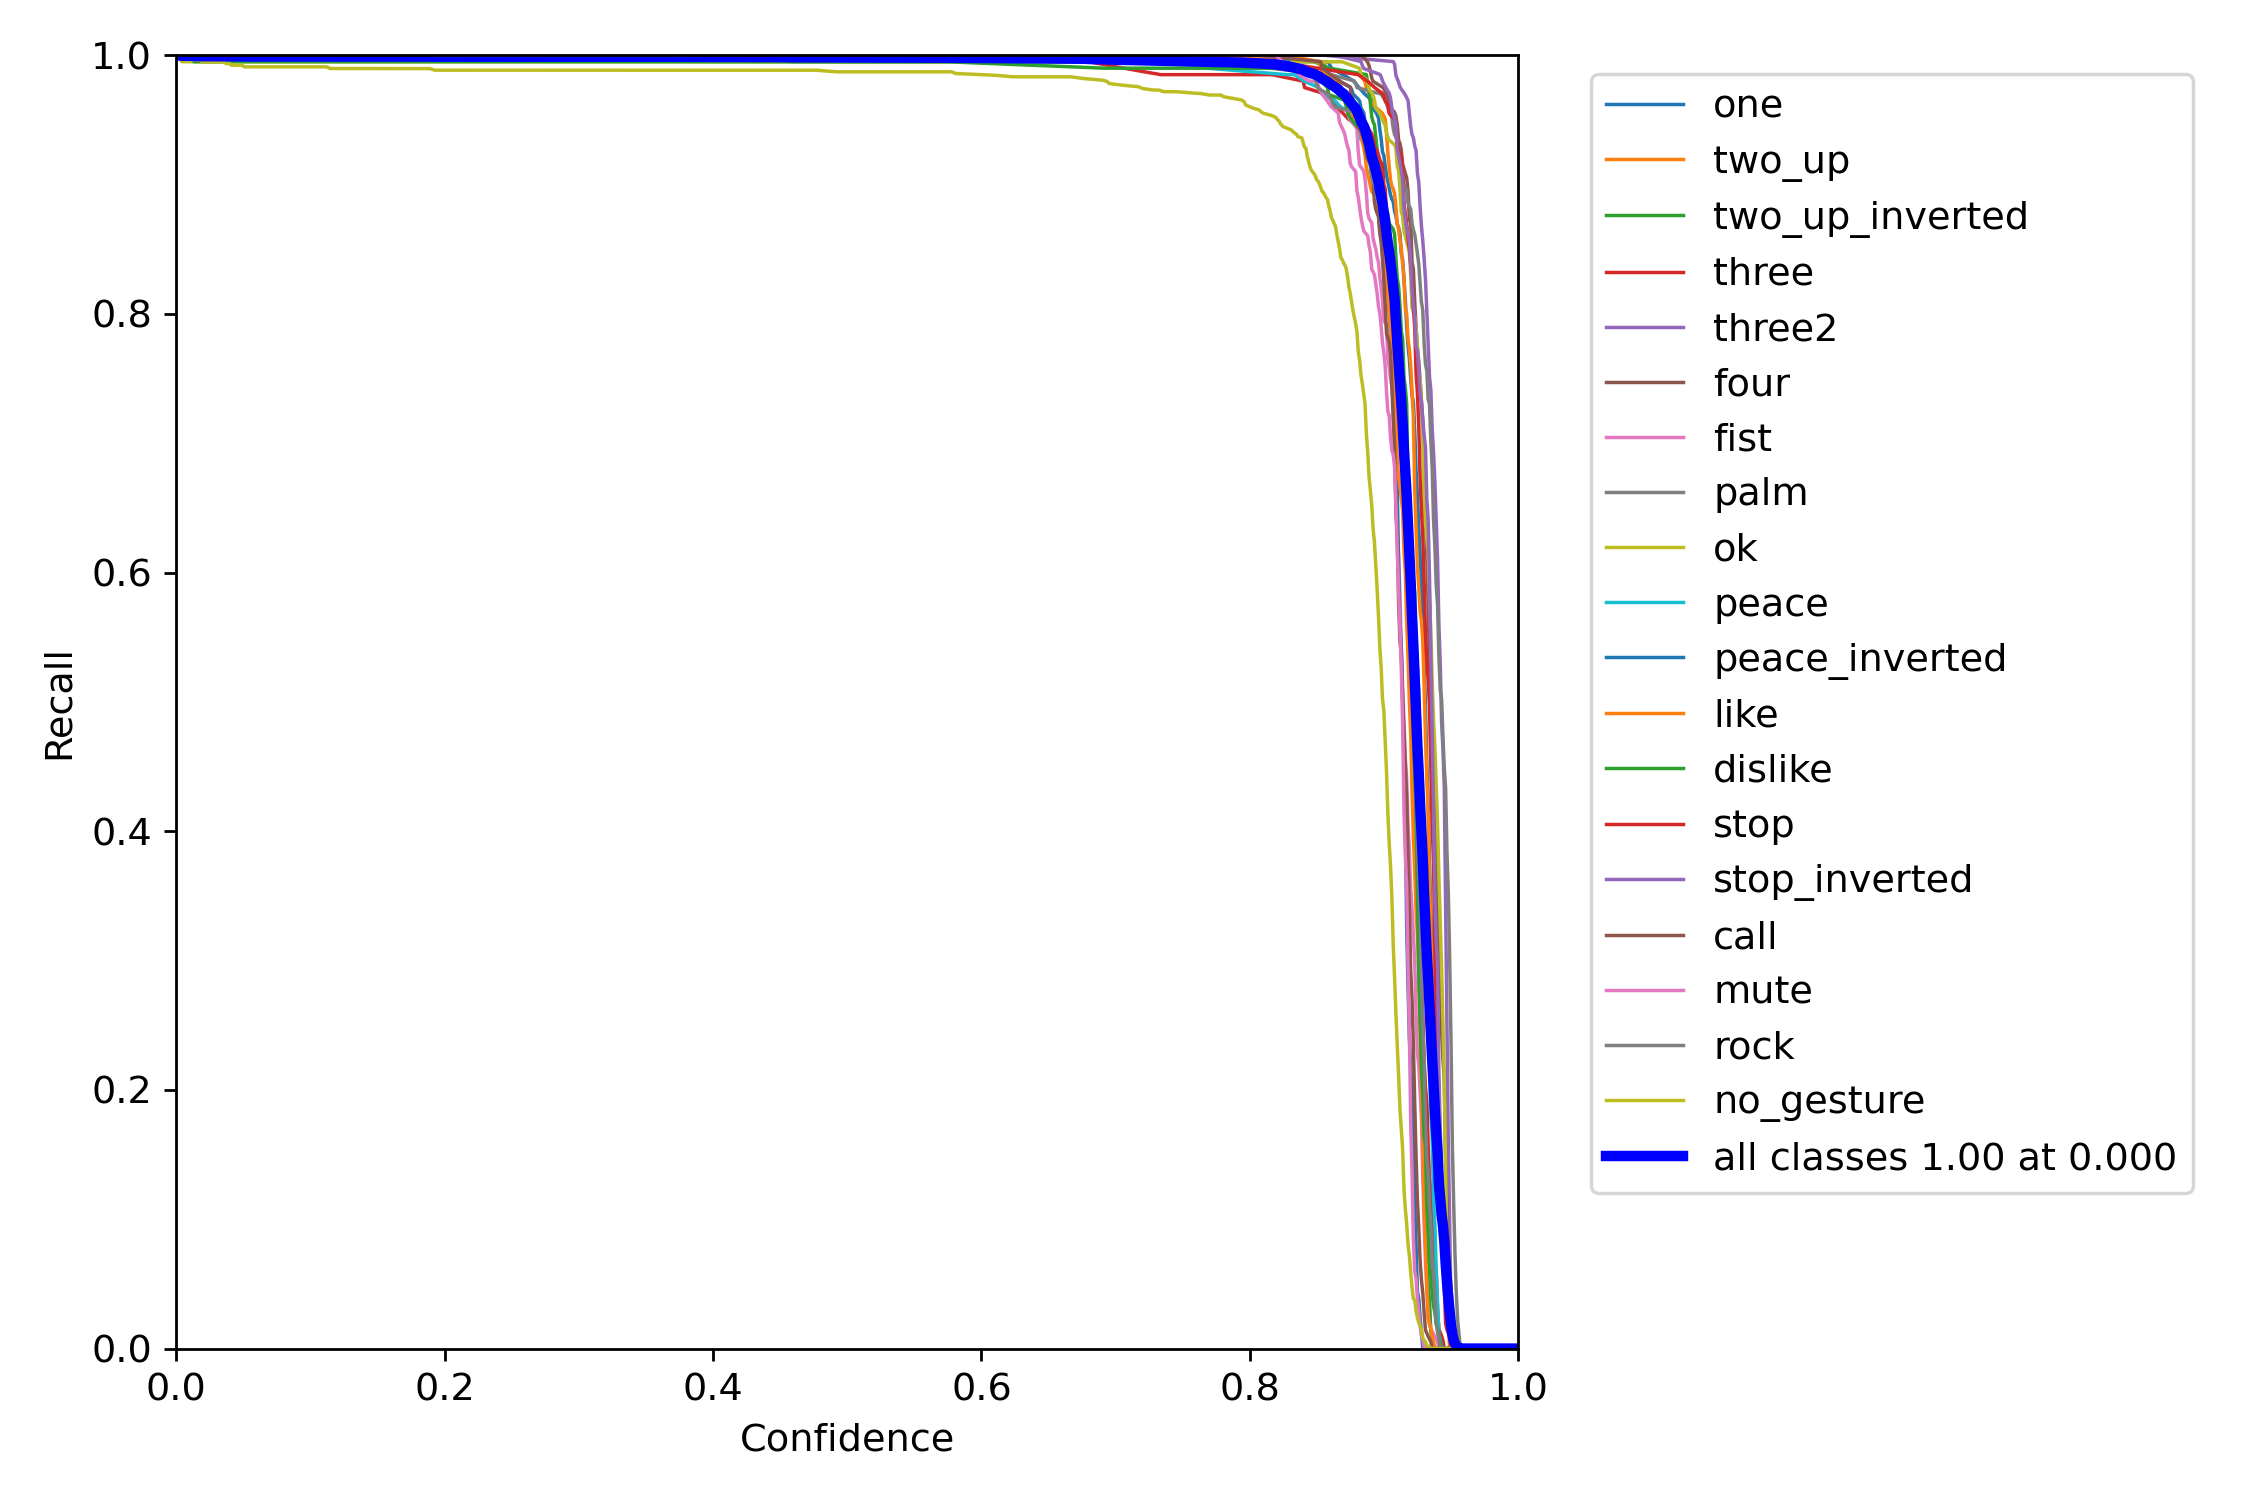 1.0
0.8
0.6
0.4
0.2
0.0
Recall
0.0 0.2 0.4 0.6 0.8 1.0
Confidence
one
two_up
two_up_inverted
three
three2
four
fist
palm
ok
peace
peace_inverted
like
dislike
stop
stop_inverted
call
mute
rock
no_gesture
all classes 1.00 at 0.000